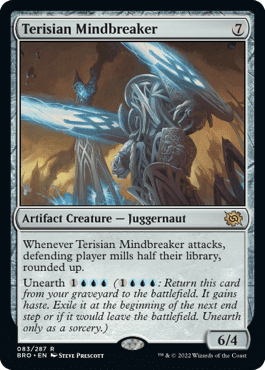 Terisian Mindbreaker 7
Artifact Creature — Juggernaut
Whenever Terisian Mindbreaker attacks,
defending player mills half their library,
rounded up.
Unearth 1 (1: Return this card
from your graveyard to the battlefield. It gains
haste. Exile it at the beginning of the next end
step or if it would leave the battlefield. Unearth
only as a sorcery.)
6/4
083/287 R
BRO • EN STEVE PRESCOTT
™ & © 2022 Wizards of the Coast